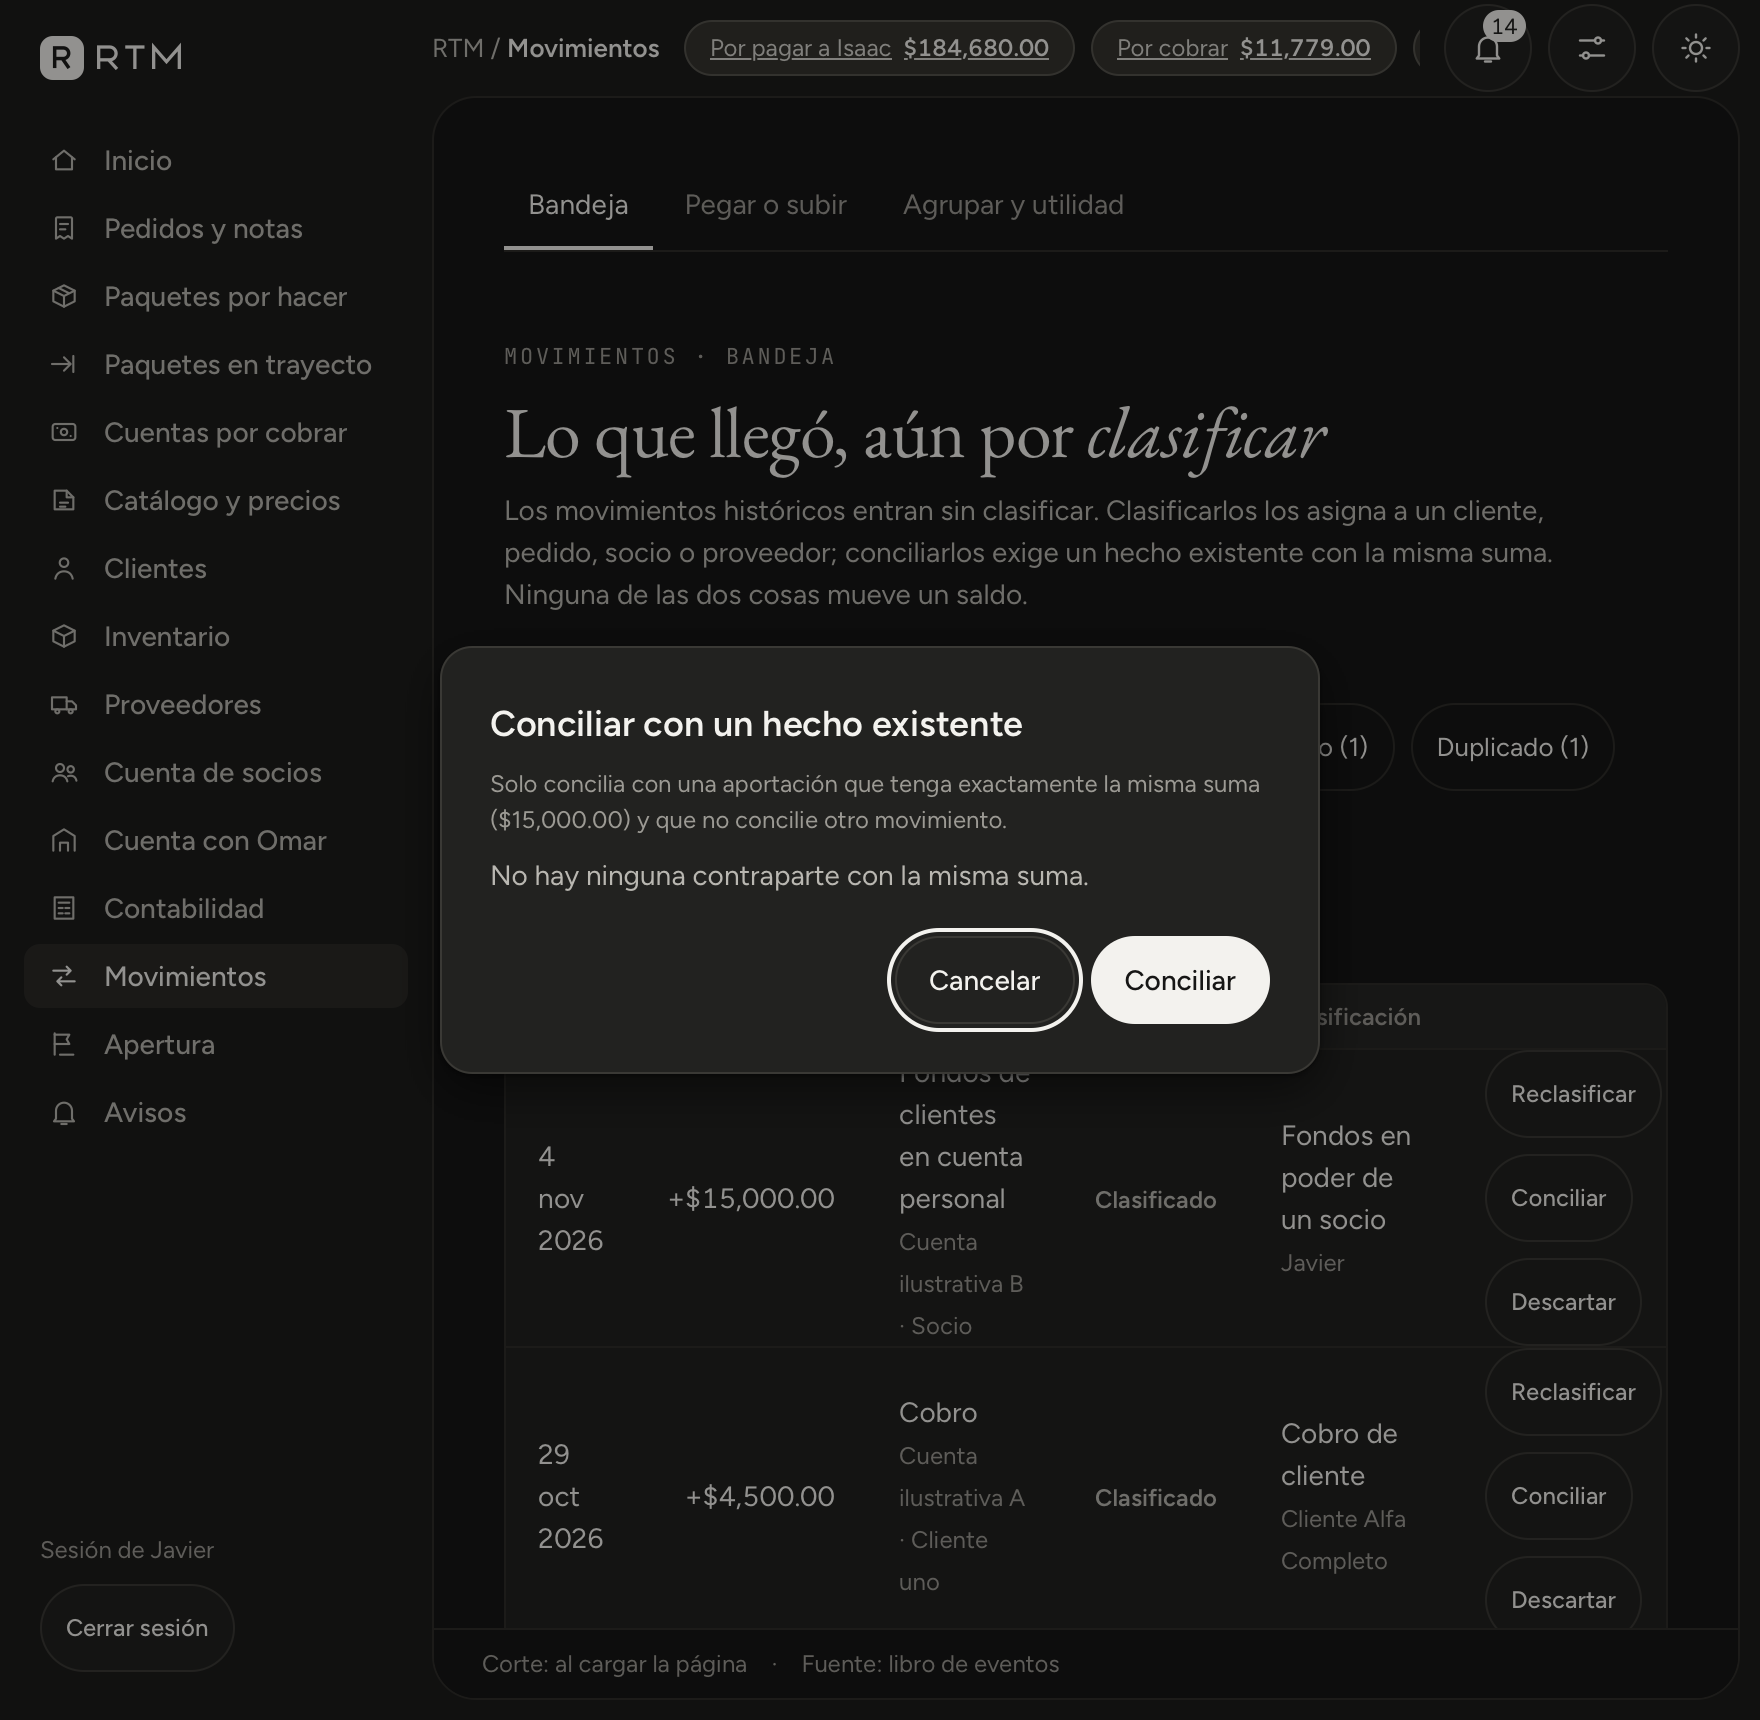 R RTM
RTM / Movimientos
Por pagar a Isaac $184,680.00
Por cobrar $11,779.00
14
Inicio
Pedidos y notas
Paquetes por hacer
Paquetes en trayecto
Cuentas por cobrar
Catálogo y precios
Clientes
Inventario
Proveedores
Cuenta de socios
Cuenta con Omar
Contabilidad
Movimientos
Apertura
Avisos
Sesión de Javier
Cerrar sesión
Bandeja
Pegar o subir
Agrupar y utilidad
MOVIMIENTOS · BANDEJA
Lo que llegó, aún por clasificar
Los movimientos históricos entran sin clasificar. Clasificarlos los asigna a un cliente,
pedido, socio o proveedor; conciliarlos exige un hecho existente con la misma suma.
Ninguna de las dos cosas mueve un saldo.
o (1)
Duplicado (1)
Conciliar con un hecho existente
Solo concilia con una aportación que tenga exactamente la misma suma
($15,000.00) y que no concilie otro movimiento.
No hay ninguna contraparte con la misma suma.
Cancelar
Conciliar
sificación
4
nov
2026
+$15,000.00
Fondos de
clientes
en cuenta
personal
Cuenta
ilustrativa B
· Socio
Clasificado
Fondos en
poder de
un socio
Javier
Reclasificar
Conciliar
Descartar
29
oct
2026
+$4,500.00
Cobro
Cuenta
ilustrativa A
· Cliente
uno
Clasificado
Cobro de
cliente
Cliente Alfa
Completo
Reclasificar
Conciliar
Descartar
Corte: al cargar la página · Fuente: libro de eventos